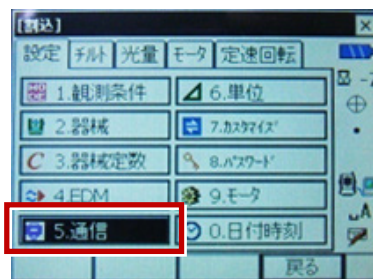 [割込]
設定 チルト 光量 モータ 定速回転
1.観測条件 6.単位
2.器械 7.カスタマイズ
3.器械定数 8.パスワード
4.EDM 9.モータ
5.通信 0.日付時刻
戻る